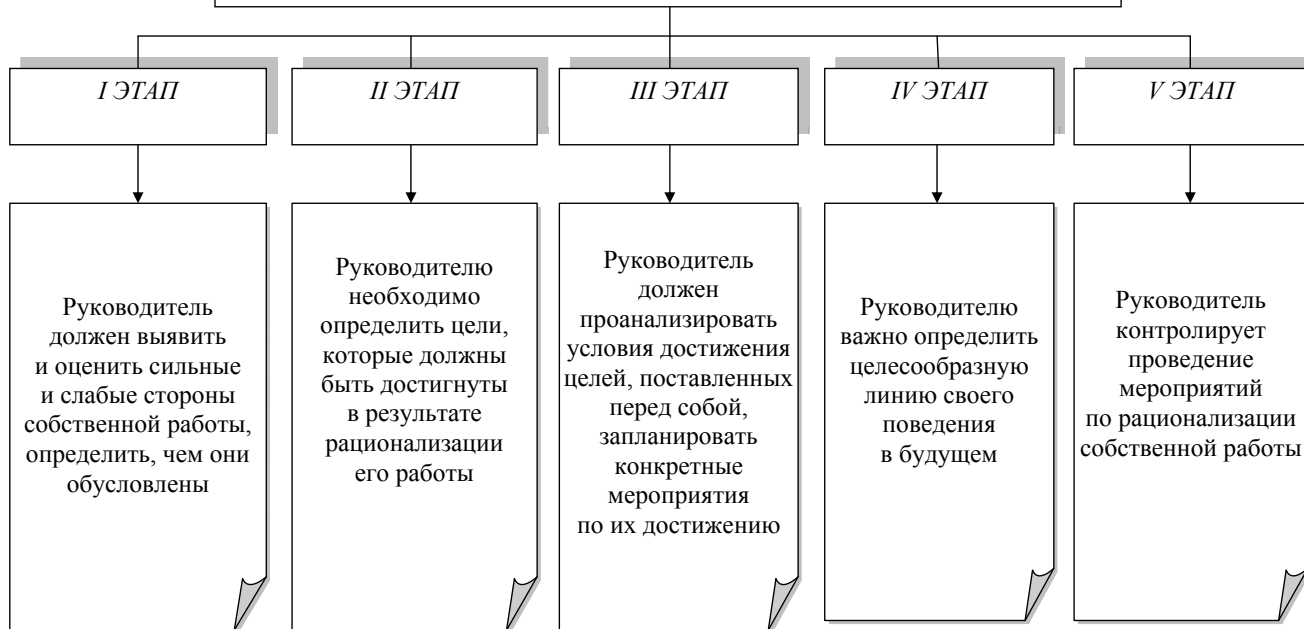 I ЭТАП
II ЭТАП
III ЭТАП
IV ЭТАП
V ЭТАП
Руководитель
должен выявить
и оценить сильные
и слабые стороны
собственной работы,
определить, чем они
обусловлены
Руководителю
необходимо
определить цели,
которые должны
быть достигнуты
в результате
рационализации
его работы
Руководитель
должен
проанализировать
условия достижения
целей, поставленных
перед собой,
запланировать
конкретные
мероприятия
по их достижению
Руководителю
важно определить
целесообразную
линию своего
поведения
в будущем
Руководитель
контролирует
проведение
мероприятий
по рационализации
собственной работы